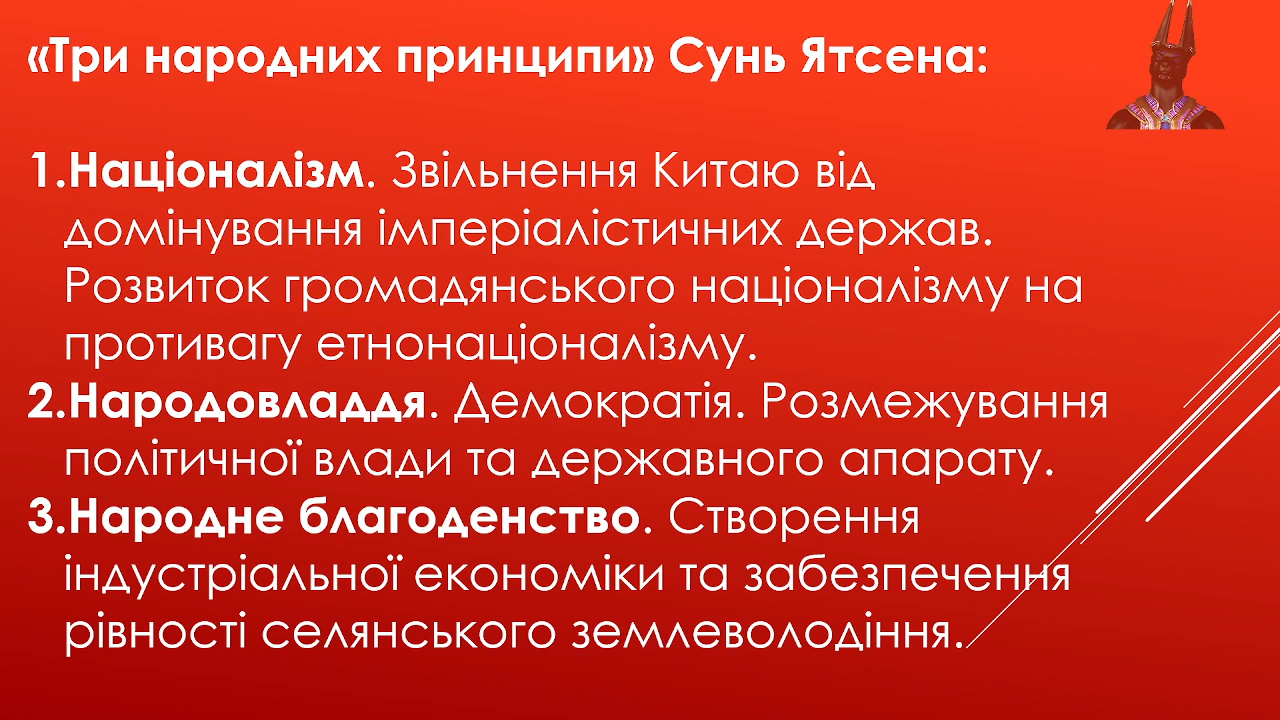 «Три народних принципи» Сунь Ятсена:
1.Націоналізм. Звільнення Китаю від
домінування імперіалістичних держав.
Розвиток громадянського націоналізму на
противагу етнонаціоналізму.
2.Народовладдя. Демократія. Розмежування
політичної влади та державного апарату.
3.Народне благоденство. Створення
індустріальної економіки та забезпечення
рівності селянського землеволодіння.